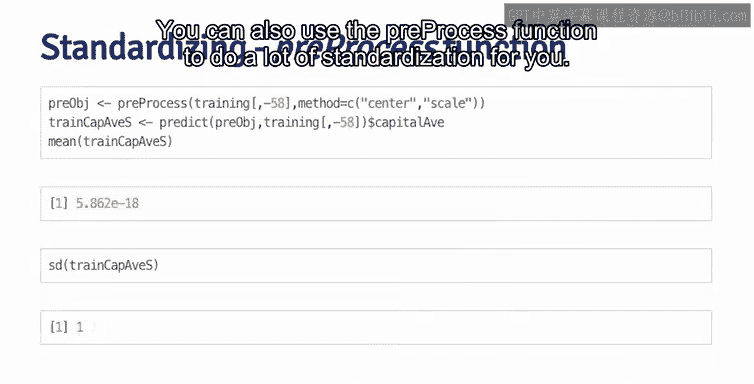 You can also use the preProcess function
to do a lot of standardization for you.
Standardizing - preProcess function
preObj <- preProcess(training[,-58],method=c("center","scale"))
trainCapAveS <- predict(preObj,training[,-58])$capitalAve
mean(trainCapAveS)
[1] 5.862e-18
sd(trainCapAveS)
[1] 1